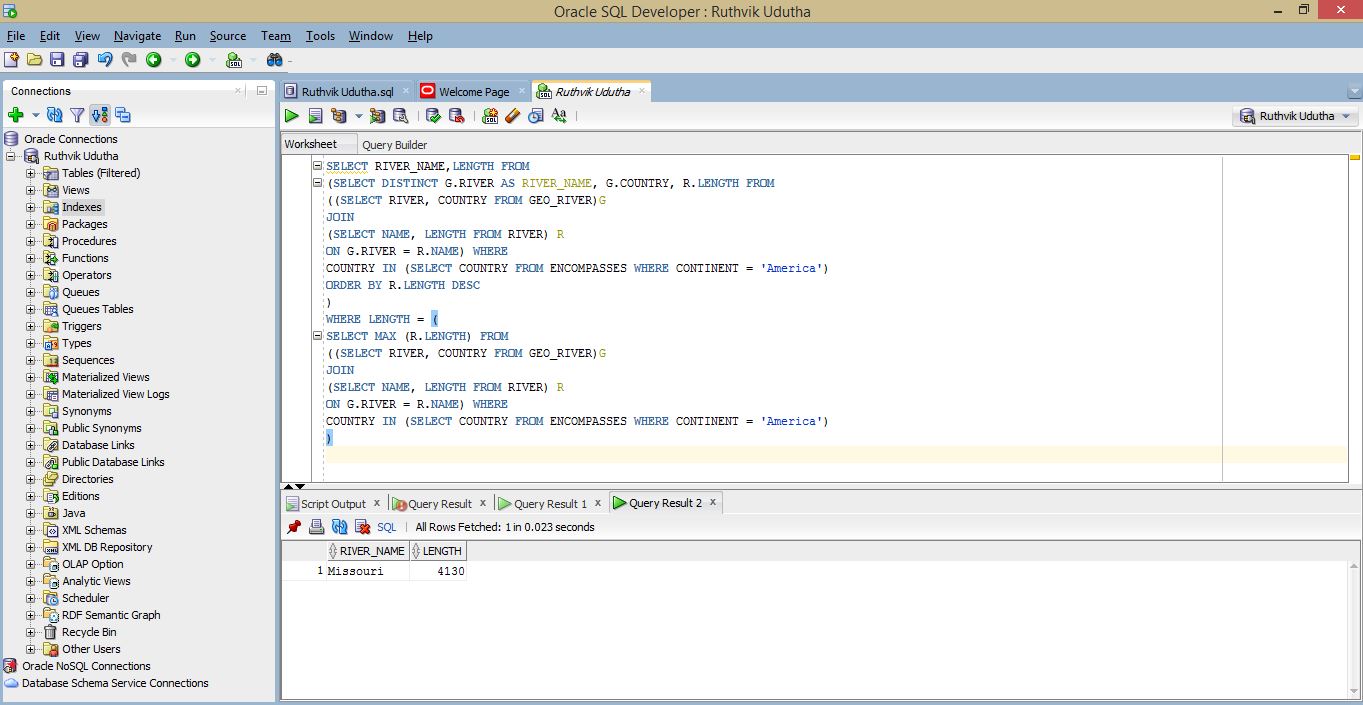 Oracle SQL Developer : Ruthvik Udutha
File Edit View Navigate Run Source Team Tools Window Help
Connections
Oracle Connections
Ruthvik Udutha
Tables (Filtered)
Views
Indexes
Packages
Procedures
Functions
Operators
Queues
Queues Tables
Triggers
Types
Sequences
Materialized Views
Materialized View Logs
Synonyms
Public Synonyms
Database Links
Public Database Links
Directories
Editions
Java
XML Schemas
XML DB Repository
OLAP Option
Analytic Views
Scheduler
RDF Semantic Graph
Recycle Bin
Other Users
Oracle NoSQL Connections
Database Schema Service Connections
Ruthvik Udutha.sql Welcome Page Ruthvik Udutha
Ruthvik Udutha
Worksheet Query Builder
SELECT RIVER_NAME,LENGTH FROM
(SELECT DISTINCT G.RIVER AS RIVER_NAME, G.COUNTRY, R.LENGTH FROM
((SELECT RIVER, COUNTRY FROM GEO_RIVER)G
JOIN
(SELECT NAME, LENGTH FROM RIVER) R
ON G.RIVER = R.NAME) WHERE
COUNTRY IN (SELECT COUNTRY FROM ENCOMPASSES WHERE CONTINENT = 'America')
ORDER BY R.LENGTH DESC
)
WHERE LENGTH = (
SELECT MAX (R.LENGTH) FROM
((SELECT RIVER, COUNTRY FROM GEO_RIVER)G
JOIN
(SELECT NAME, LENGTH FROM RIVER) R
ON G.RIVER = R.NAME) WHERE
COUNTRY IN (SELECT COUNTRY FROM ENCOMPASSES WHERE CONTINENT = 'America')
)
Script Output x Query Result x Query Result 1 x Query Result 2 x
SQL | All Rows Fetched: 1 in 0.023 seconds
RIVER_NAME LENGTH
1 Missouri 4130